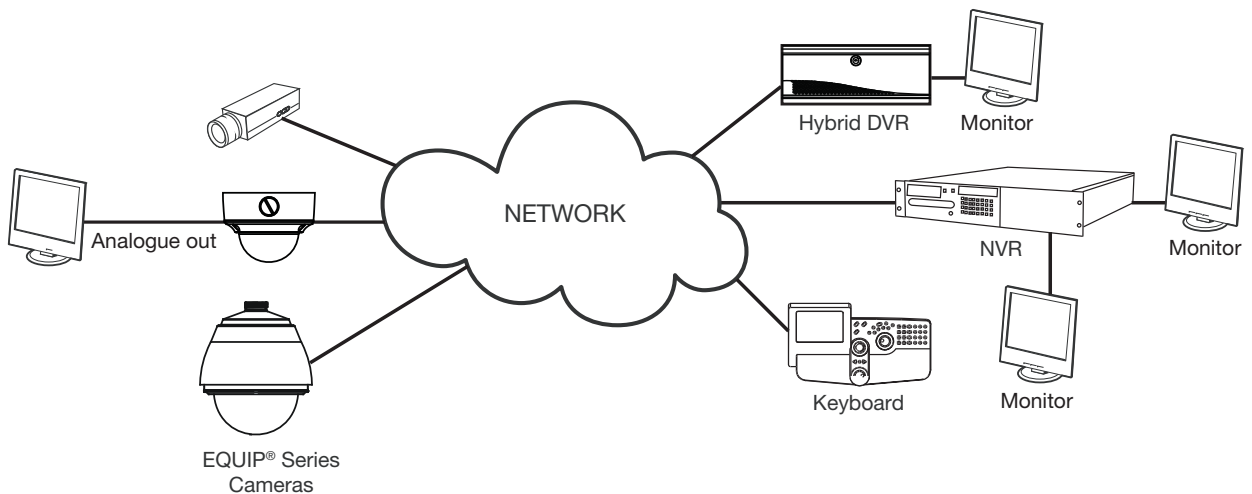 Hybrid DVR
Monitor
Monitor
NETWORK
Analogue out
NVR
Keyboard
Monitor
EQUIP® Series
Cameras